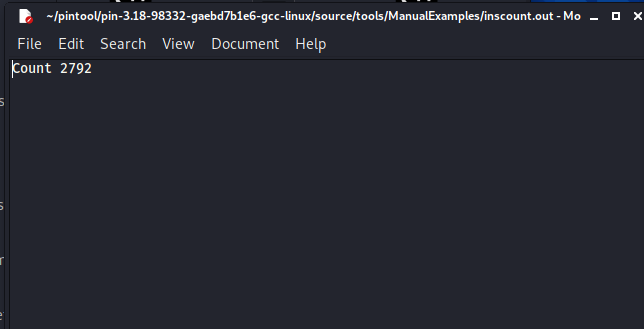 ~/pintool/pin-3.18-98332-gaebd7b1e6-gcc-linux/source/tools/ManualExamples/inscount.out - Mo
File Edit Search View Document Help
Count 2792